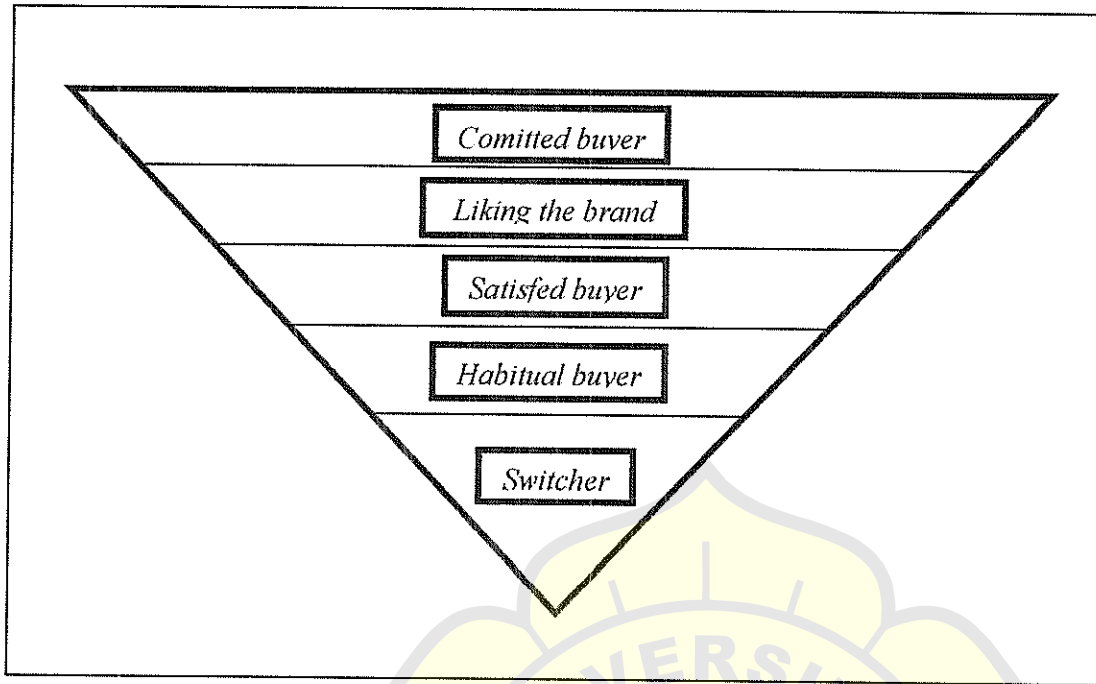 Comitted buyer
Liking the brand
Satisfed buyer
Habitual buyer
Switcher